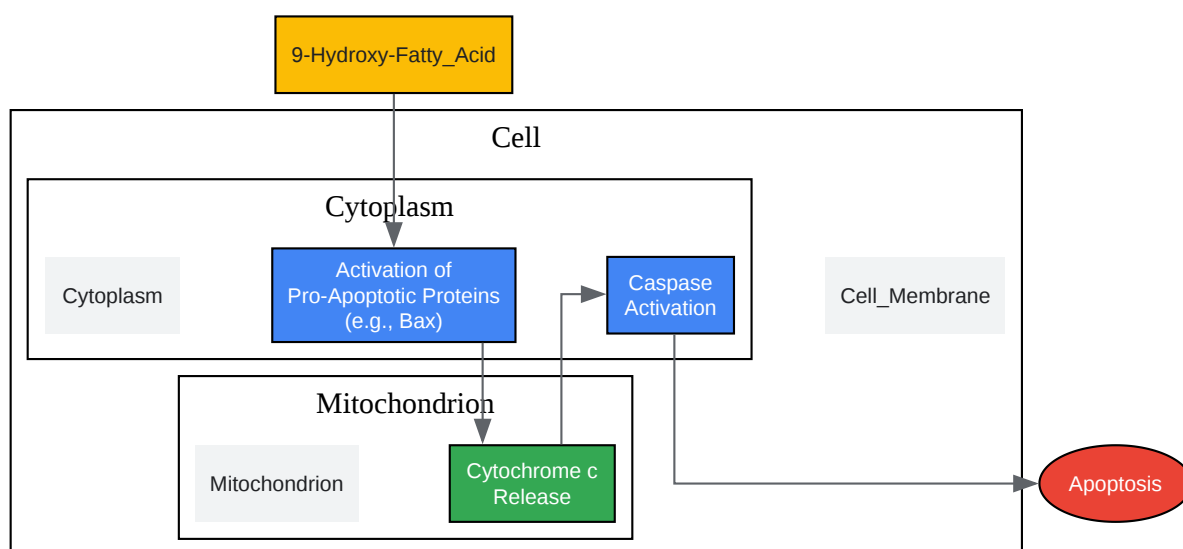 9-Hydroxy-Fatty_Acid
Cell
Cytoplasm
Cytoplasm
Activation of
Pro-Apoptotic Proteins
(e.g., Bax)
Caspase
Activation
Cell_Membrane
Mitochondrion
Mitochondrion
Cytochrome c
Release
Apoptosis